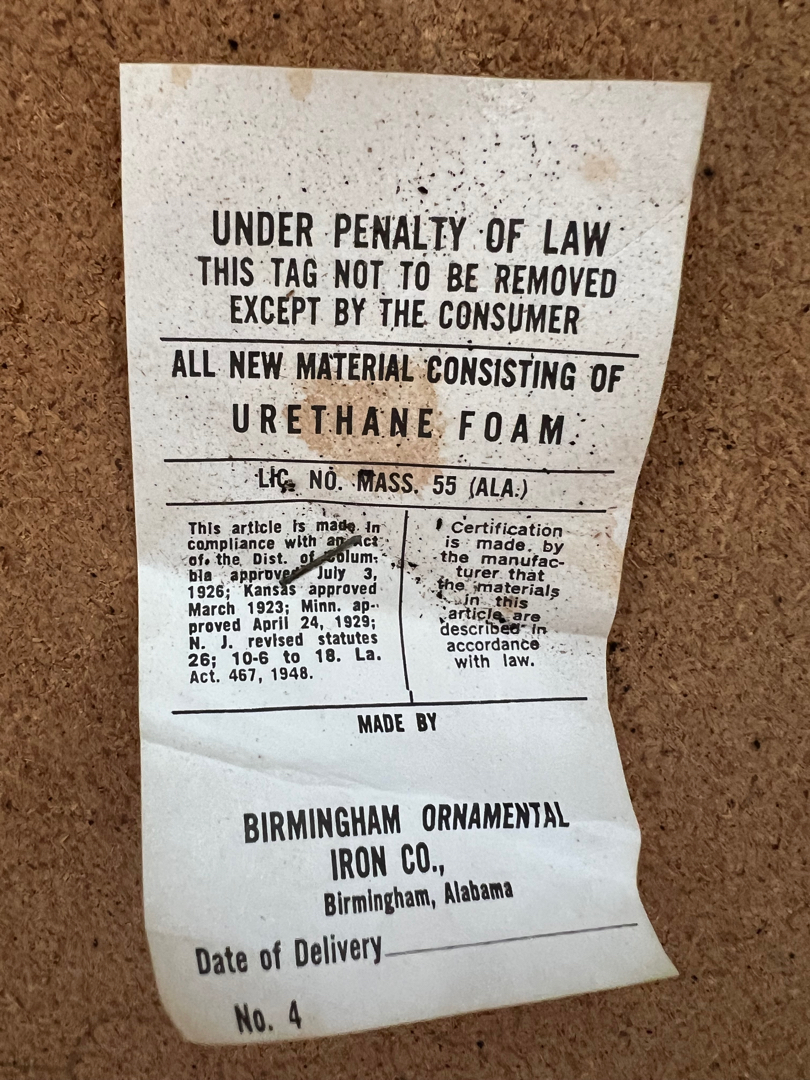 UNDER PENALTY OF LAW
THIS TAG NOT TO BE REMOVED
EXCEPT BY THE CONSUMER
ALL NEW MATERIAL CONSISTING OF
URETHANE FOAM.
LIC. NO. MASS. 55 (ALA.)
This article is made in
compliance with an Act
of the Dist. of Colum-
bia approved July 3,
1926; Kansas approved
March 1923; Minn. ap-
proved April 24, 1929;
N. J. revised statutes
26; 10-6 to 18. La.
Act. 467, 1948.
Certification
is made by
the manufac-
turer that
the materials
in this
article are
described in
accordance
with law.
MADE BY
BIRMINGHAM ORNAMENTAL
IRON CO.,
Birmingham, Alabama
Date of Delivery
No. 4